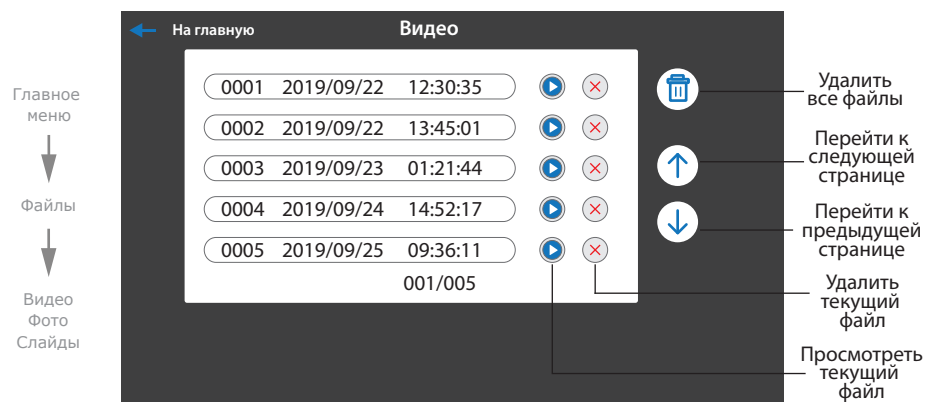 На главную
Видео
0001 2019/09/22 12:30:35
0002 2019/09/22 13:45:01
0003 2019/09/23 01:21:44
0004 2019/09/24 14:52:17
0005 2019/09/25 09:36:11
001/005
Главное
меню
Файлы
Видео
Фото
Слайды
Удалить
все файлы
Перейти к
следующей
странице
Перейти к
предыдущей
странице
Удалить
текущий
файл
Просмотреть
текущий
файл